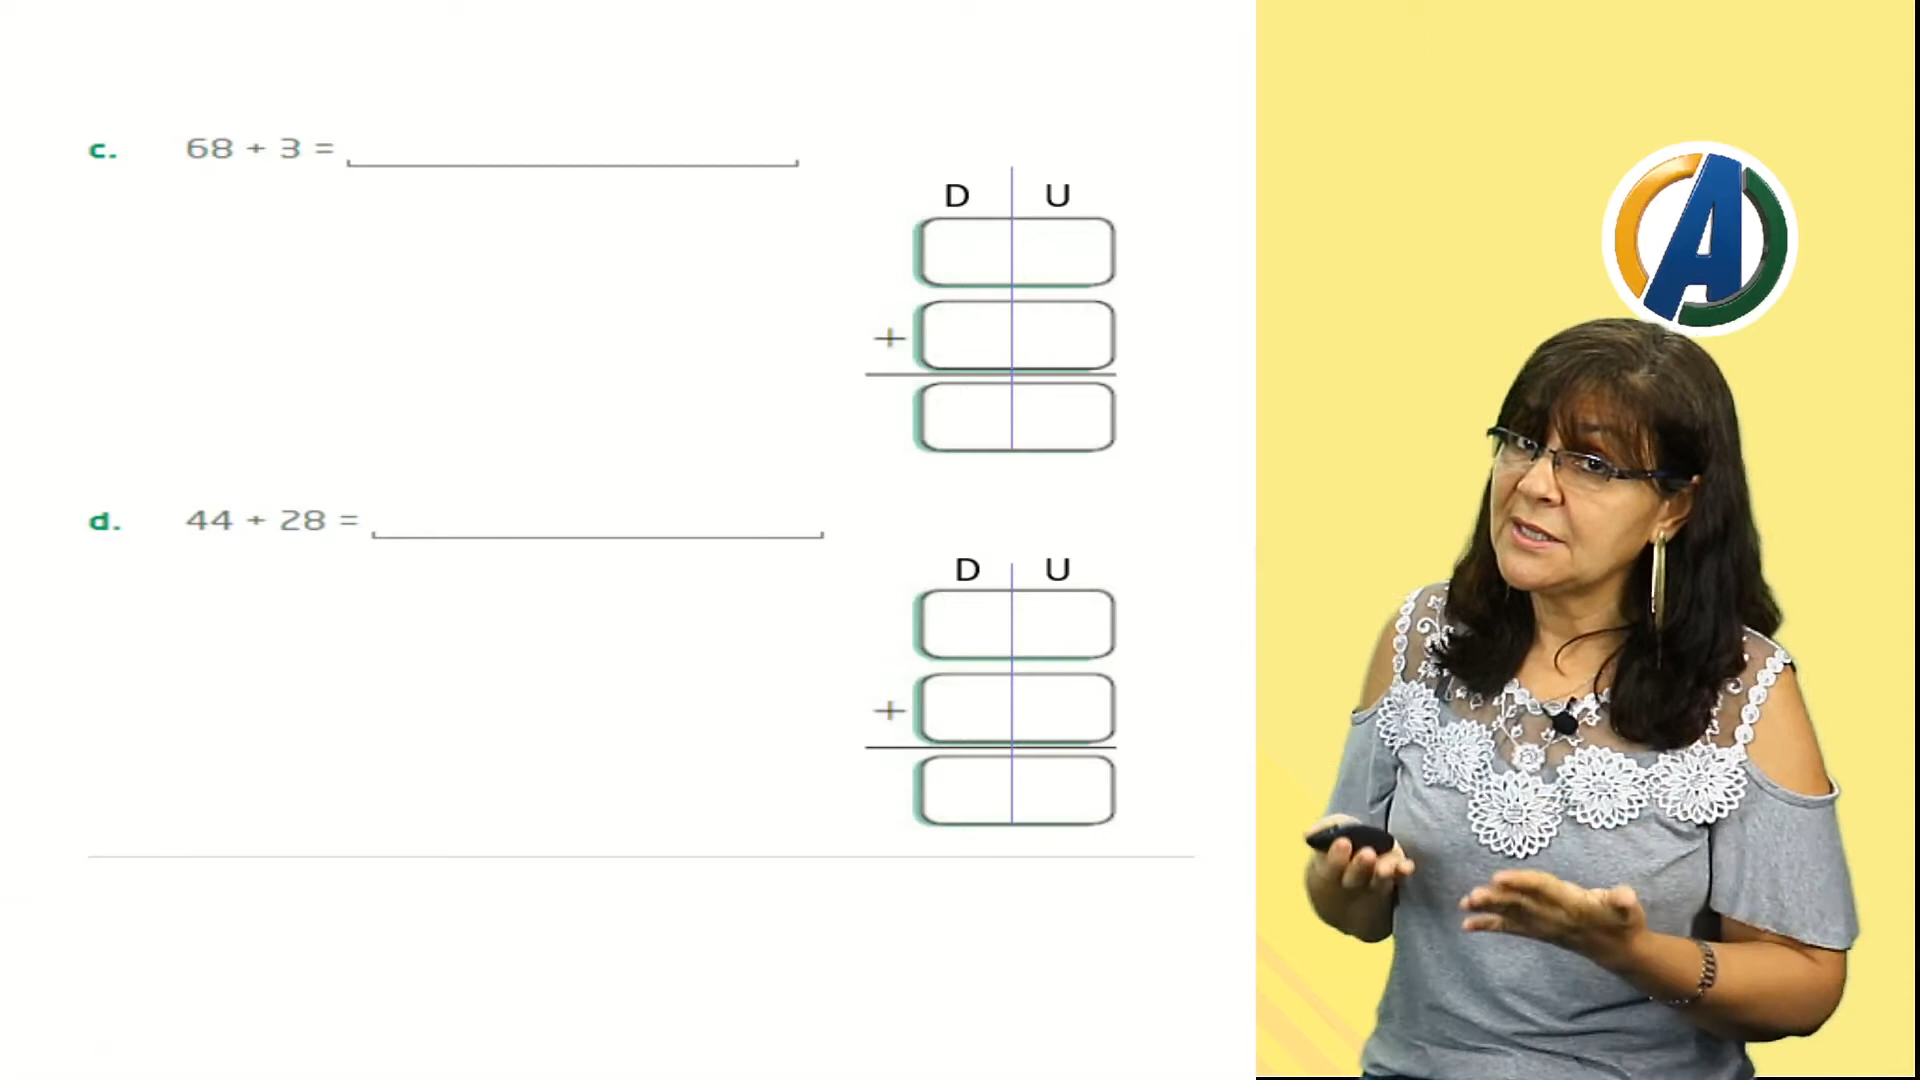 c. 68 + 3 =
D U
+
d. 44 + 28 =
D U
+
A